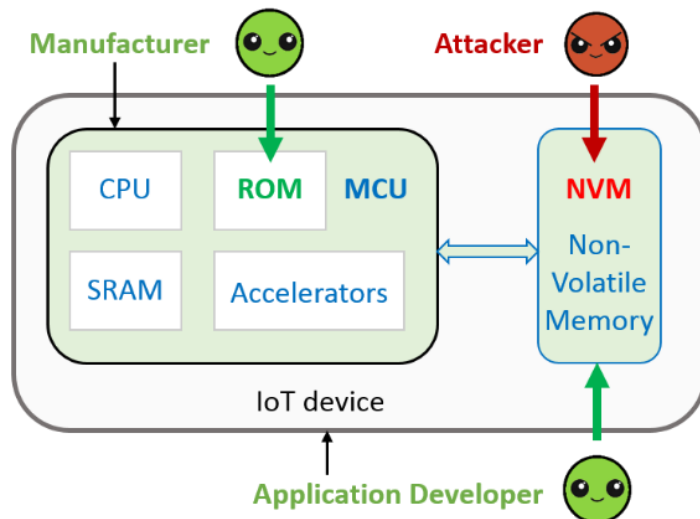 Manufacturer
Attacker
CPU
ROM
MCU
NVM
SRAM
Accelerators
Non-
Volatile
Memory
IoT device
Application Developer